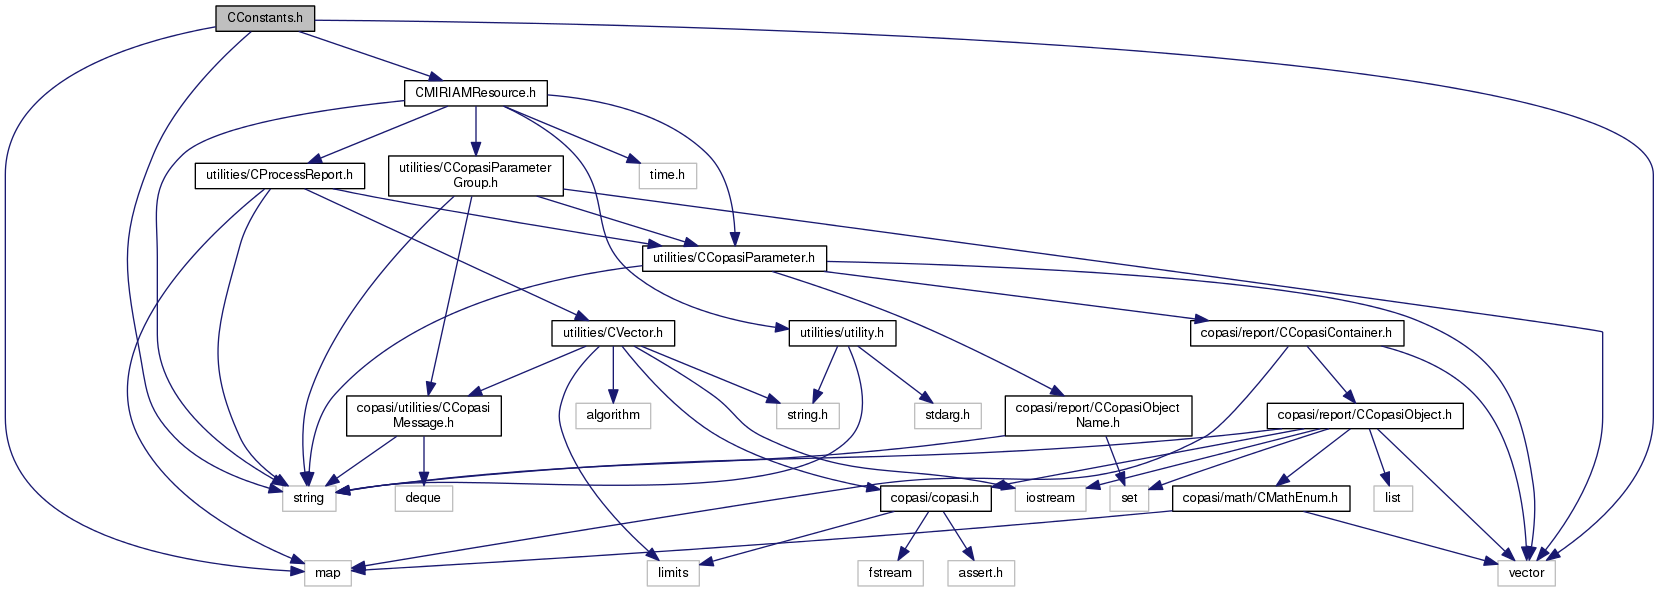 CConstants.h
CMIRIAMResource.h
utilities/CProcessReport.h
utilities/CCopasiParameter
Group.h
time.h
utilities/CCopasiParameter.h
utilities/CVector.h
utilities/utility.h
copasi/report/CCopasiContainer.h
copasi/utilities/CCopasi
Message.h
algorithm
string.h
stdarg.h
copasi/report/CCopasiObject
Name.h
copasi/report/CCopasiObject.h
string
deque
copasi/copasi.h
iostream
set
copasi/math/CMathEnum.h
list
map
limits
fstream
assert.h
vector